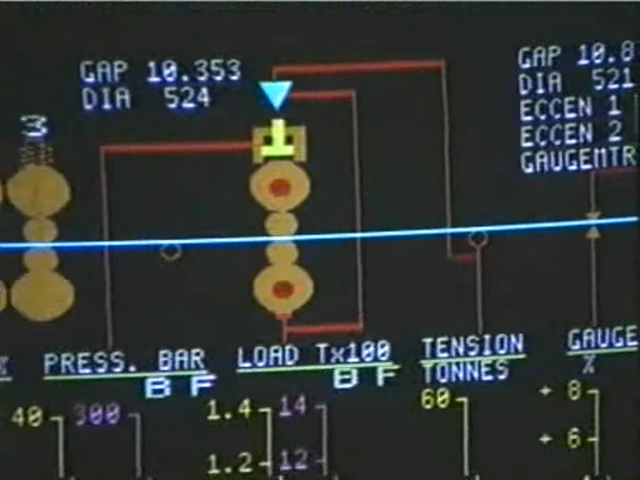 GAP 10.353
DIA 524
GAP 10.8
DIA 521
ECCEN 1
ECCEN 2
GAUGEMTR
3
%
PRESS. BAR
B F
LOAD Tx100
B F
TENSION
TONNES
GAUGE
%
40
300
1.4
14
60
+ 8
+ 6
1.2
12